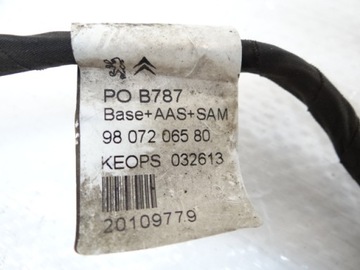 PO B787
Base+AAS+SAM
98 072 065 80
KEOPS 032613
20109779